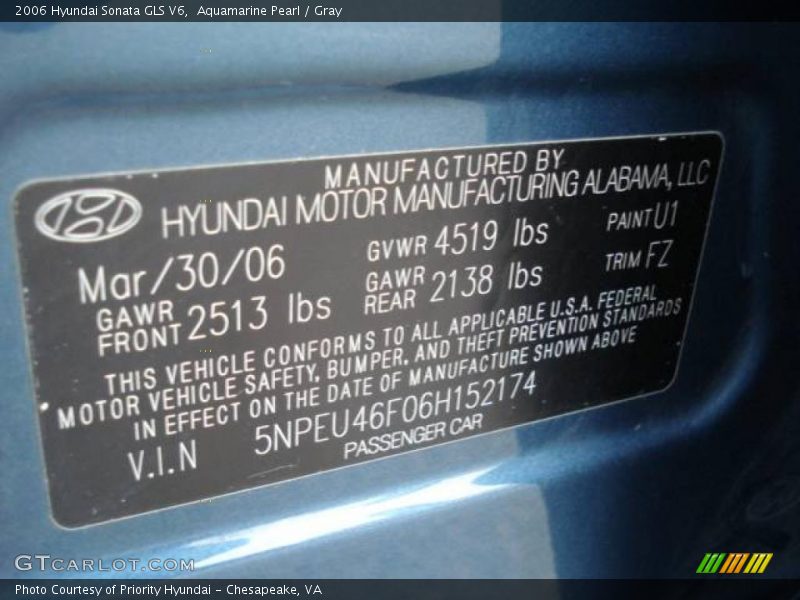 2006 Hyundai Sonata GLS V6,  Aquamarine Pearl / Gray
MANUFACTURED BY
HYUNDAI MOTOR MANUFACTURING ALABAMA, LLC
Mar/30/06 GVWR 4519 lbs PAINT U1
GAWR FRONT 2513 lbs GAWR REAR 2138 lbs TRIM FZ
THIS VEHICLE CONFORMS TO ALL APPLICABLE U.S.A. FEDERAL
MOTOR VEHICLE SAFETY, BUMPER, AND THEFT PREVENTION STANDARDS
IN EFFECT ON THE DATE OF MANUFACTURE SHOWN ABOVE
V.I.N 5NPEU46F06H152174
PASSENGER CAR
GTCARLOT.COM
Photo Courtesy of Priority Hyundai - Chesapeake, VA